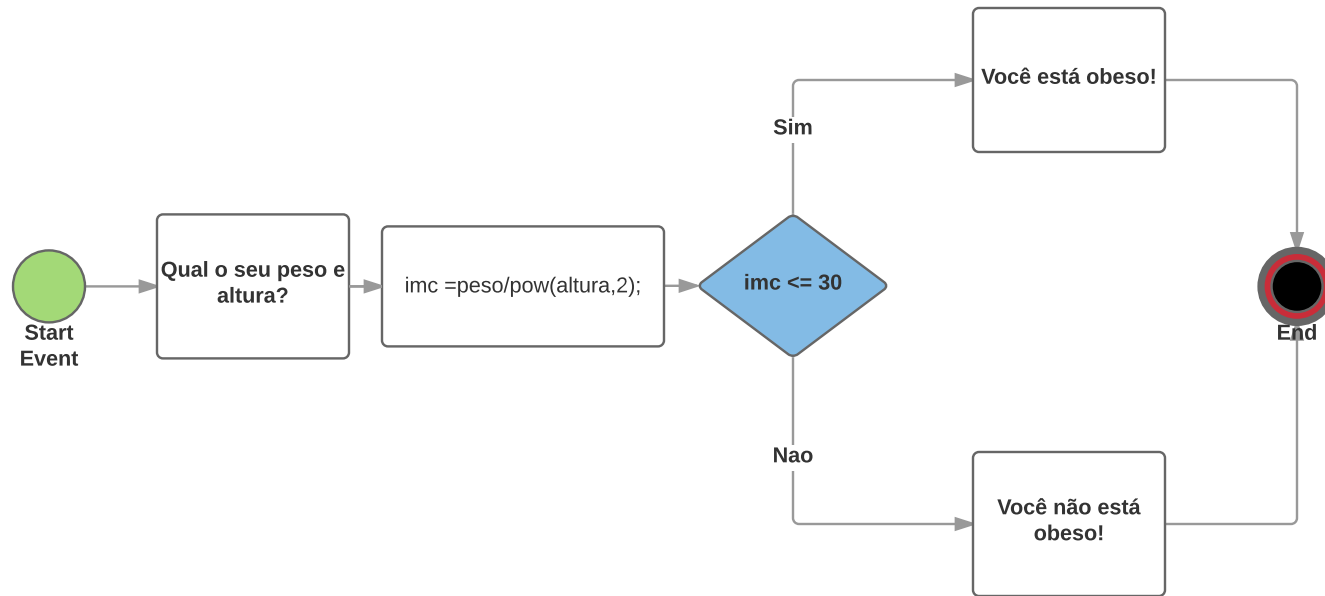 Start
Event
Qual o seu peso e
altura?
imc =peso/pow(altura,2);
imc <= 30
Sim
Você está obeso!
Nao
Você não está
obeso!
End